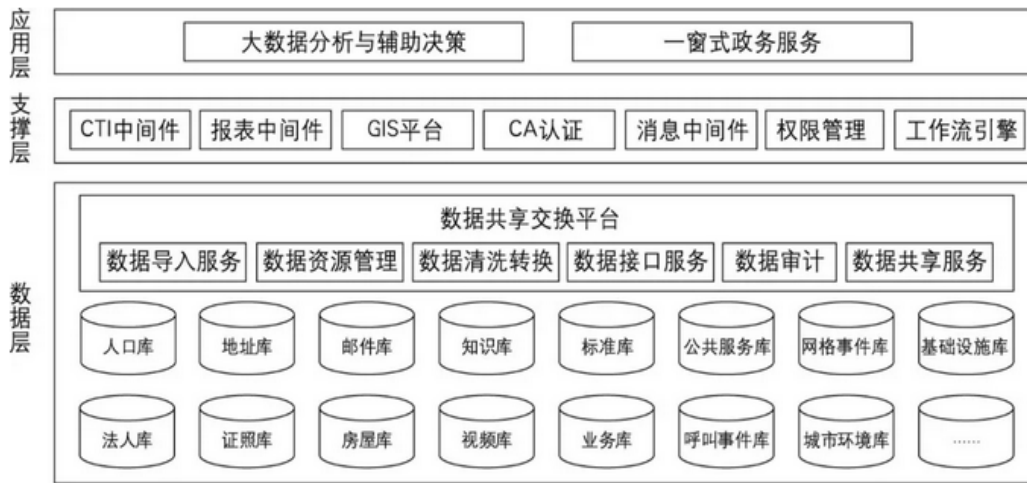 应用层
大数据分析与辅助决策 一窗式政务服务
支撑层
CTI中间件 报表中间件 GIS平台 CA认证 消息中间件 权限管理 工作流引擎
数据层
数据共享交换平台
数据导入服务 数据资源管理 数据清洗转换 数据接口服务 数据审计 数据共享服务
人口库 地址库 邮件库 知识库 标准库 公共服务库 网格事件库 基础设施库
法人库 证照库 房屋库 视频库 业务库 呼叫事件库 城市环境库 ……